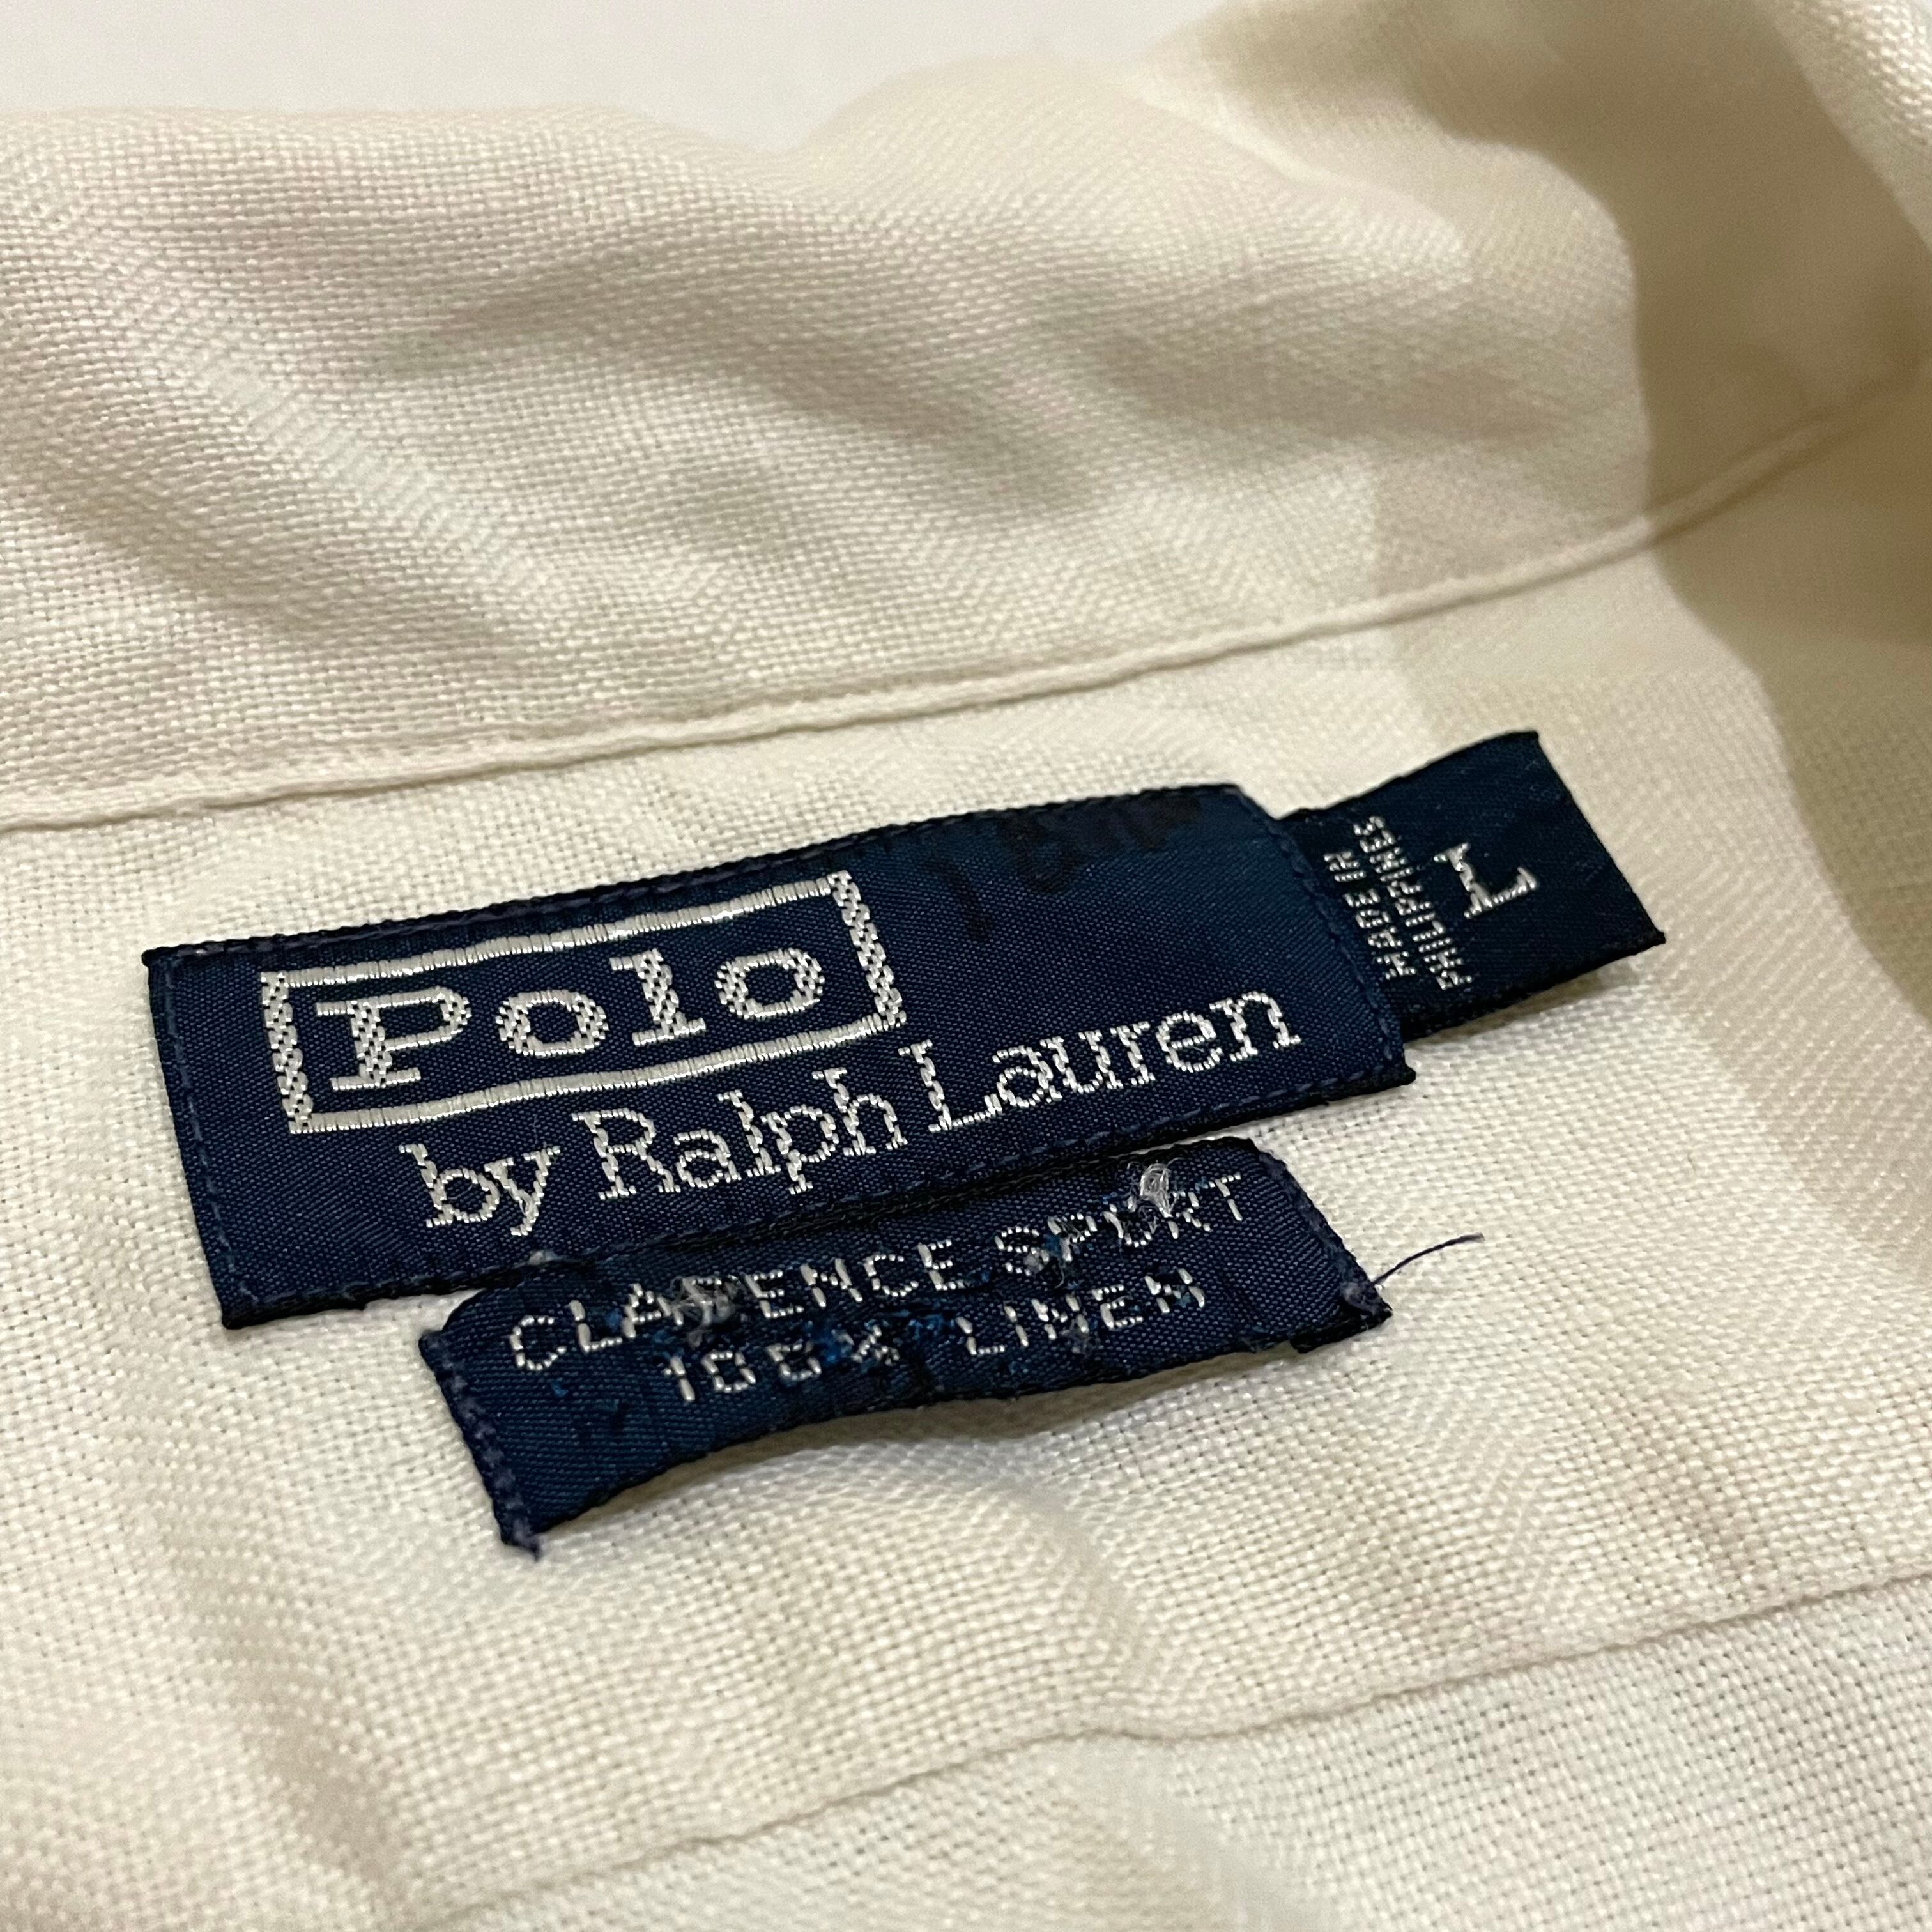 Polo
by Ralph Lauren
L
MADE IN
PHILIPPINES
CLARENCE SPORT
100% LINEN